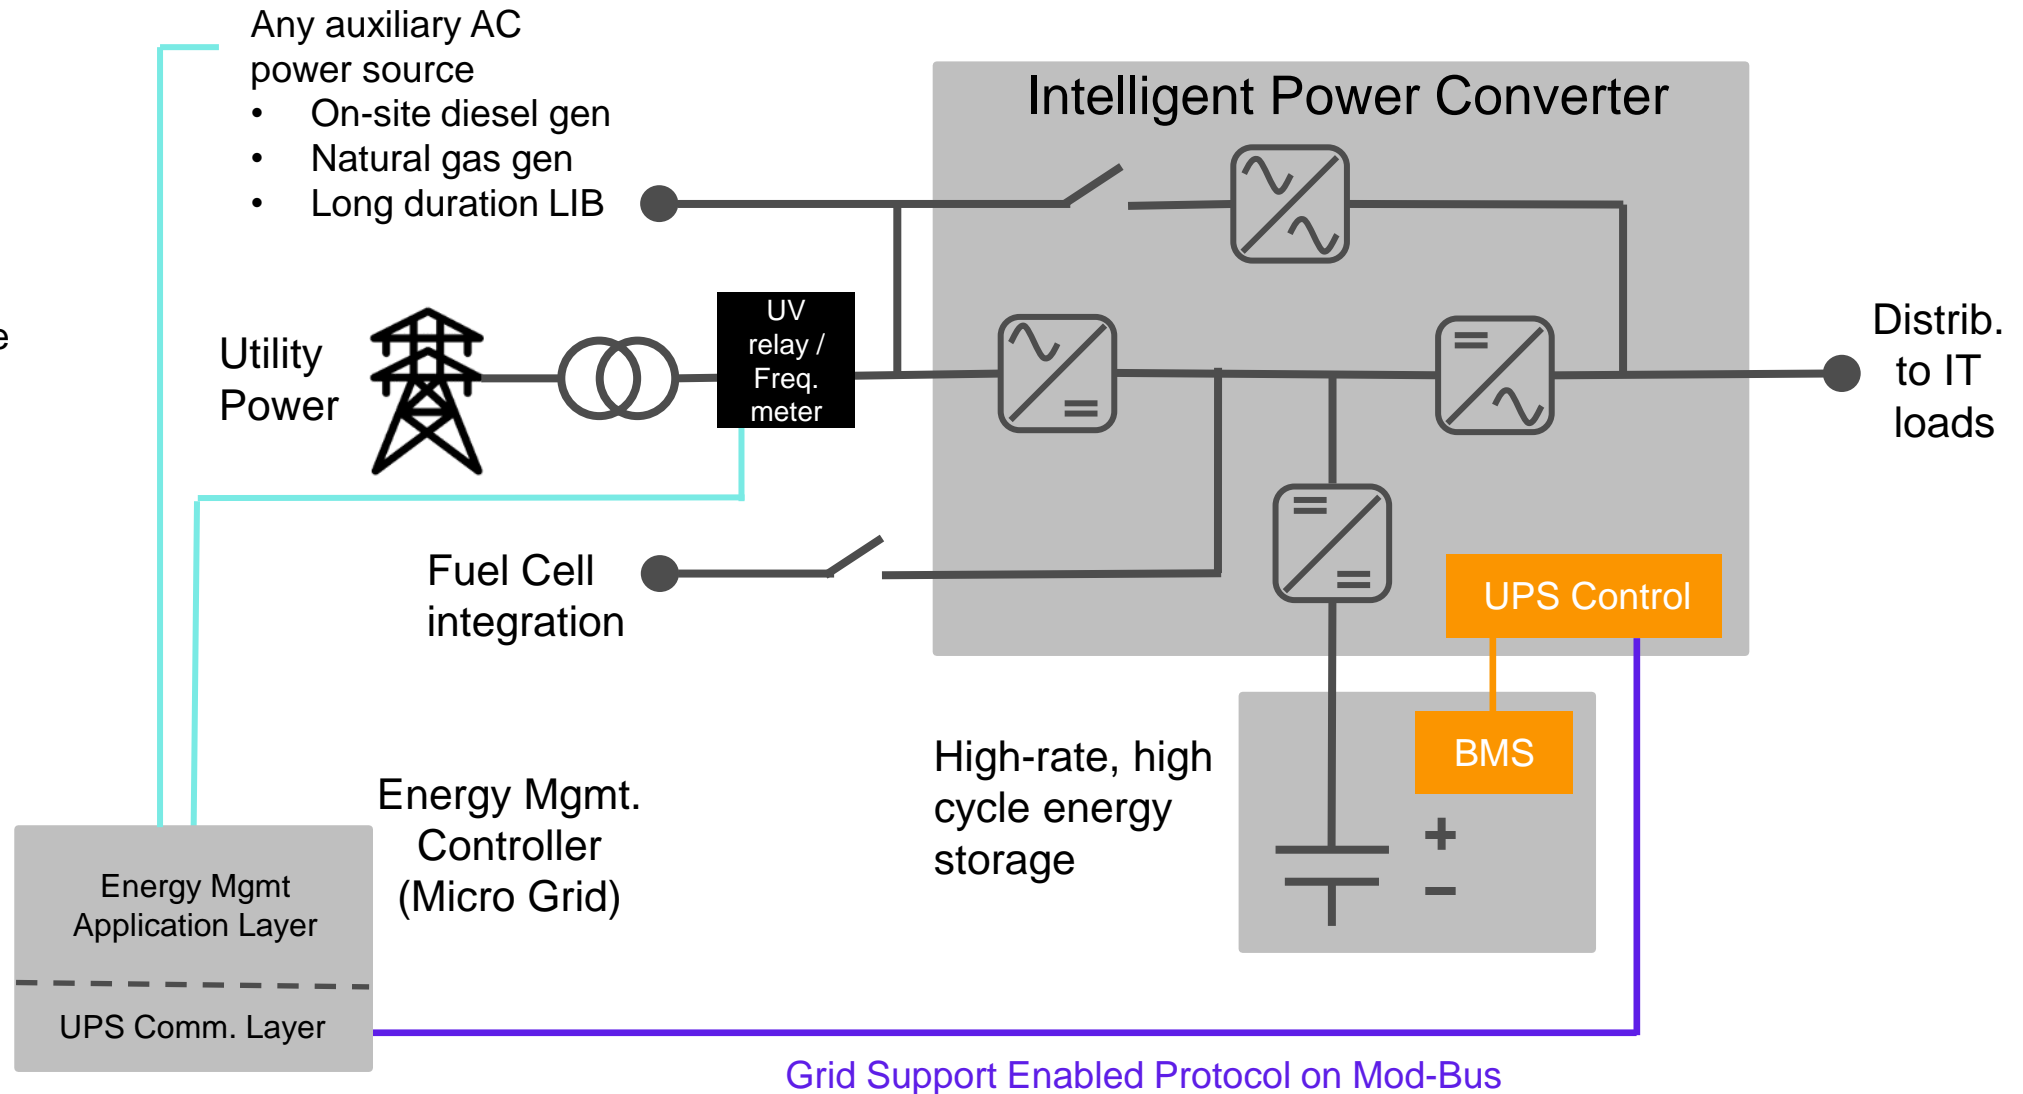 Any auxiliary AC
power source
• On-site diesel gen
• Natural gas gen
• Long duration LIB
Intelligent Power Converter
e
Utility
Power
UV
relay /
Freq.
meter
Distrib.
to IT
loads
Fuel Cell
integration
UPS Control
BMS
High-rate, high
cycle energy
storage
+
−
Energy Mgmt.
Controller
(Micro Grid)
Energy Mgmt
Application Layer
UPS Comm. Layer
Grid Support Enabled Protocol on Mod-Bus